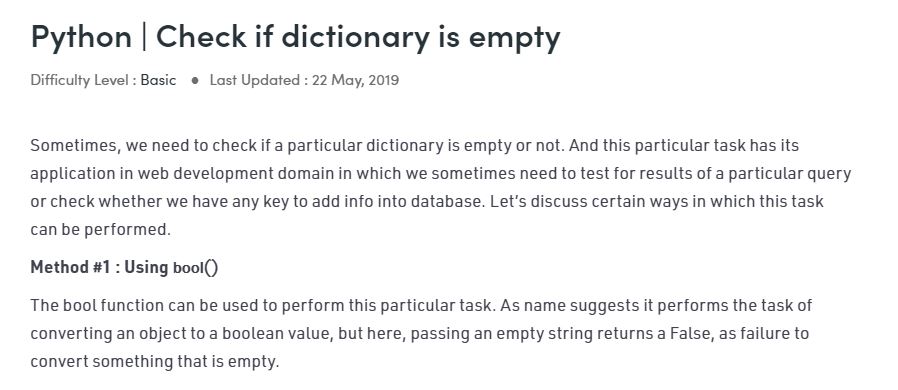 Python | Check if dictionary is empty
Difficulty Level : Basic ● Last Updated : 22 May, 2019
Sometimes, we need to check if a particular dictionary is empty or not. And this particular task has its
application in web development domain in which we sometimes need to test for results of a particular query
or check whether we have any key to add info into database. Let's discuss certain ways in which this task
can be performed.
Method #1 : Using bool()
The bool function can be used to perform this particular task. As name suggests it performs the task of
converting an object to a boolean value, but here, passing an empty string returns a False, as failure to
convert something that is empty.